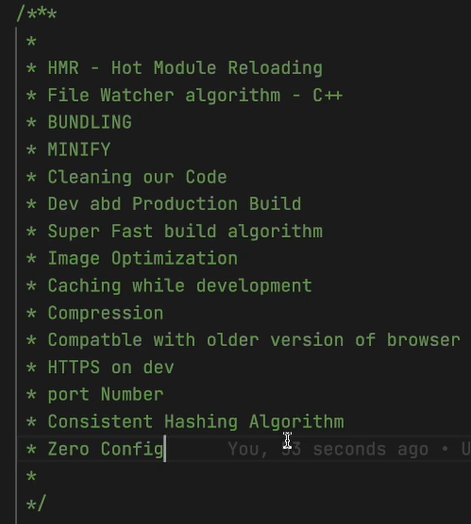 /***
*
* HMR - Hot Module Reloading
* File Watcher algorithm - C++
* BUNDLING
* MINIFY
* Cleaning our Code
* Dev abd Production Build
* Super Fast build algorithm
* Image Optimization
* Caching while development
* Compression
* Compatble with older version of browser
* HTTPS on dev
* port Number
* Consistent Hashing Algorithm
* Zero Config You, seconds ago •
*
*/